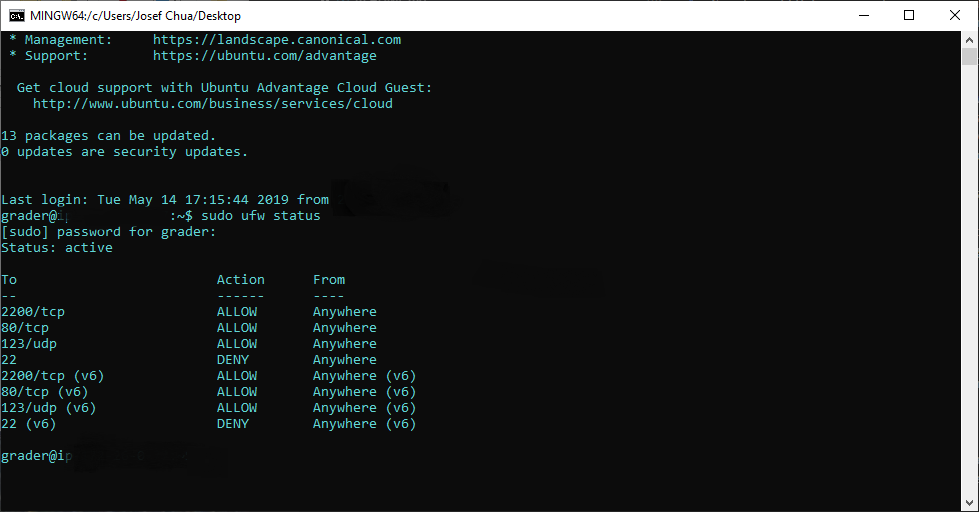 MINGW64:/c/Users/Josef Chua/Desktop
* Management:     https://landscape.canonical.com
* Support:        https://ubuntu.com/advantage
Get cloud support with Ubuntu Advantage Cloud Guest:
http://www.ubuntu.com/business/services/cloud
13 packages can be updated.
0 updates are security updates.
Last login: Tue May 14 17:15:44 2019 from
grader@ip :~$ sudo ufw status
[sudo] password for grader:
Status: active
To                         Action      From
--                         ------      ----
2200/tcp                   ALLOW       Anywhere
80/tcp                     ALLOW       Anywhere
123/udp                    ALLOW       Anywhere
22                         DENY        Anywhere
2200/tcp (v6)              ALLOW       Anywhere (v6)
80/tcp (v6)                ALLOW       Anywhere (v6)
123/udp (v6)               ALLOW       Anywhere (v6)
22 (v6)                    DENY        Anywhere (v6)
grader@ip